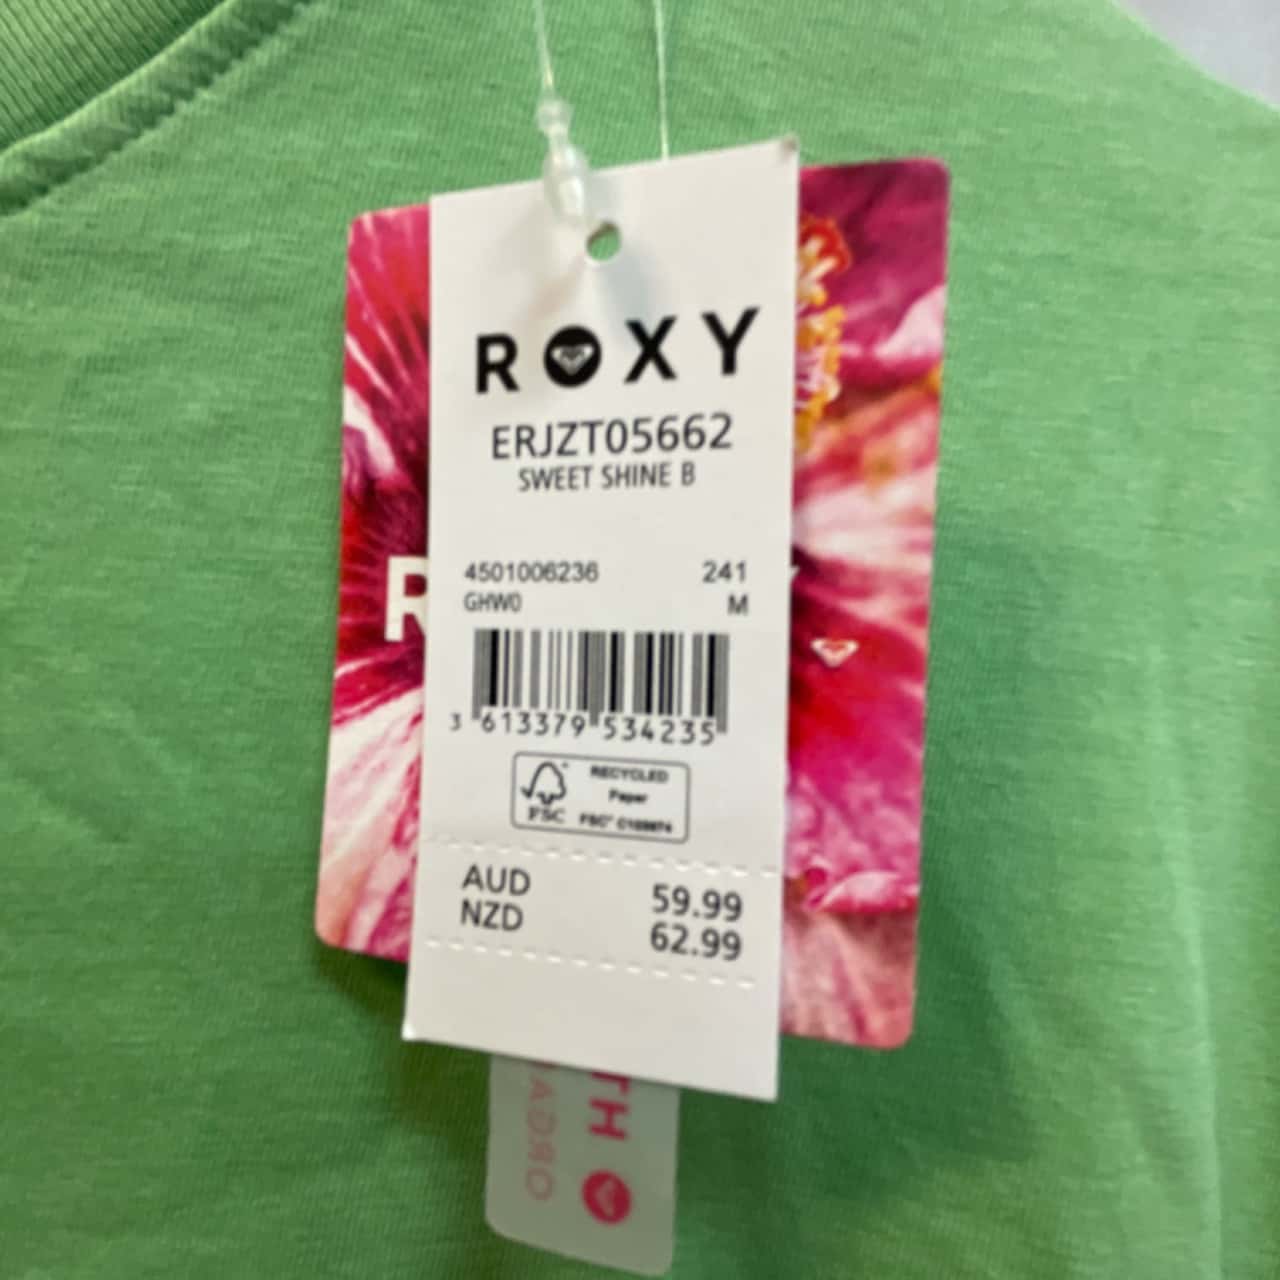 ROXY
ERJZT05662
SWEET SHINE B
4501006236 241
GHW0 M
3 613379 534235
FSC
RECYCLED
Paper
AUD 59.99
NZD 62.99
R
TH